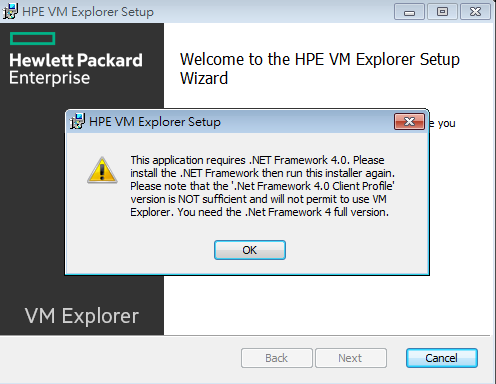 HPE VM Explorer Setup
Hewlett Packard
Enterprise
Welcome to the HPE VM Explorer Setup
Wizard
you
HPE VM Explorer Setup
This application requires .NET Framework 4.0. Please
install the .NET Framework then run this installer again.
Please note that the '.Net Framework 4.0 Client Profile'
version is NOT sufficient and will not permit to use VM
Explorer. You need the .Net Framework 4 full version.
OK
VM Explorer
Back
Next
Cancel